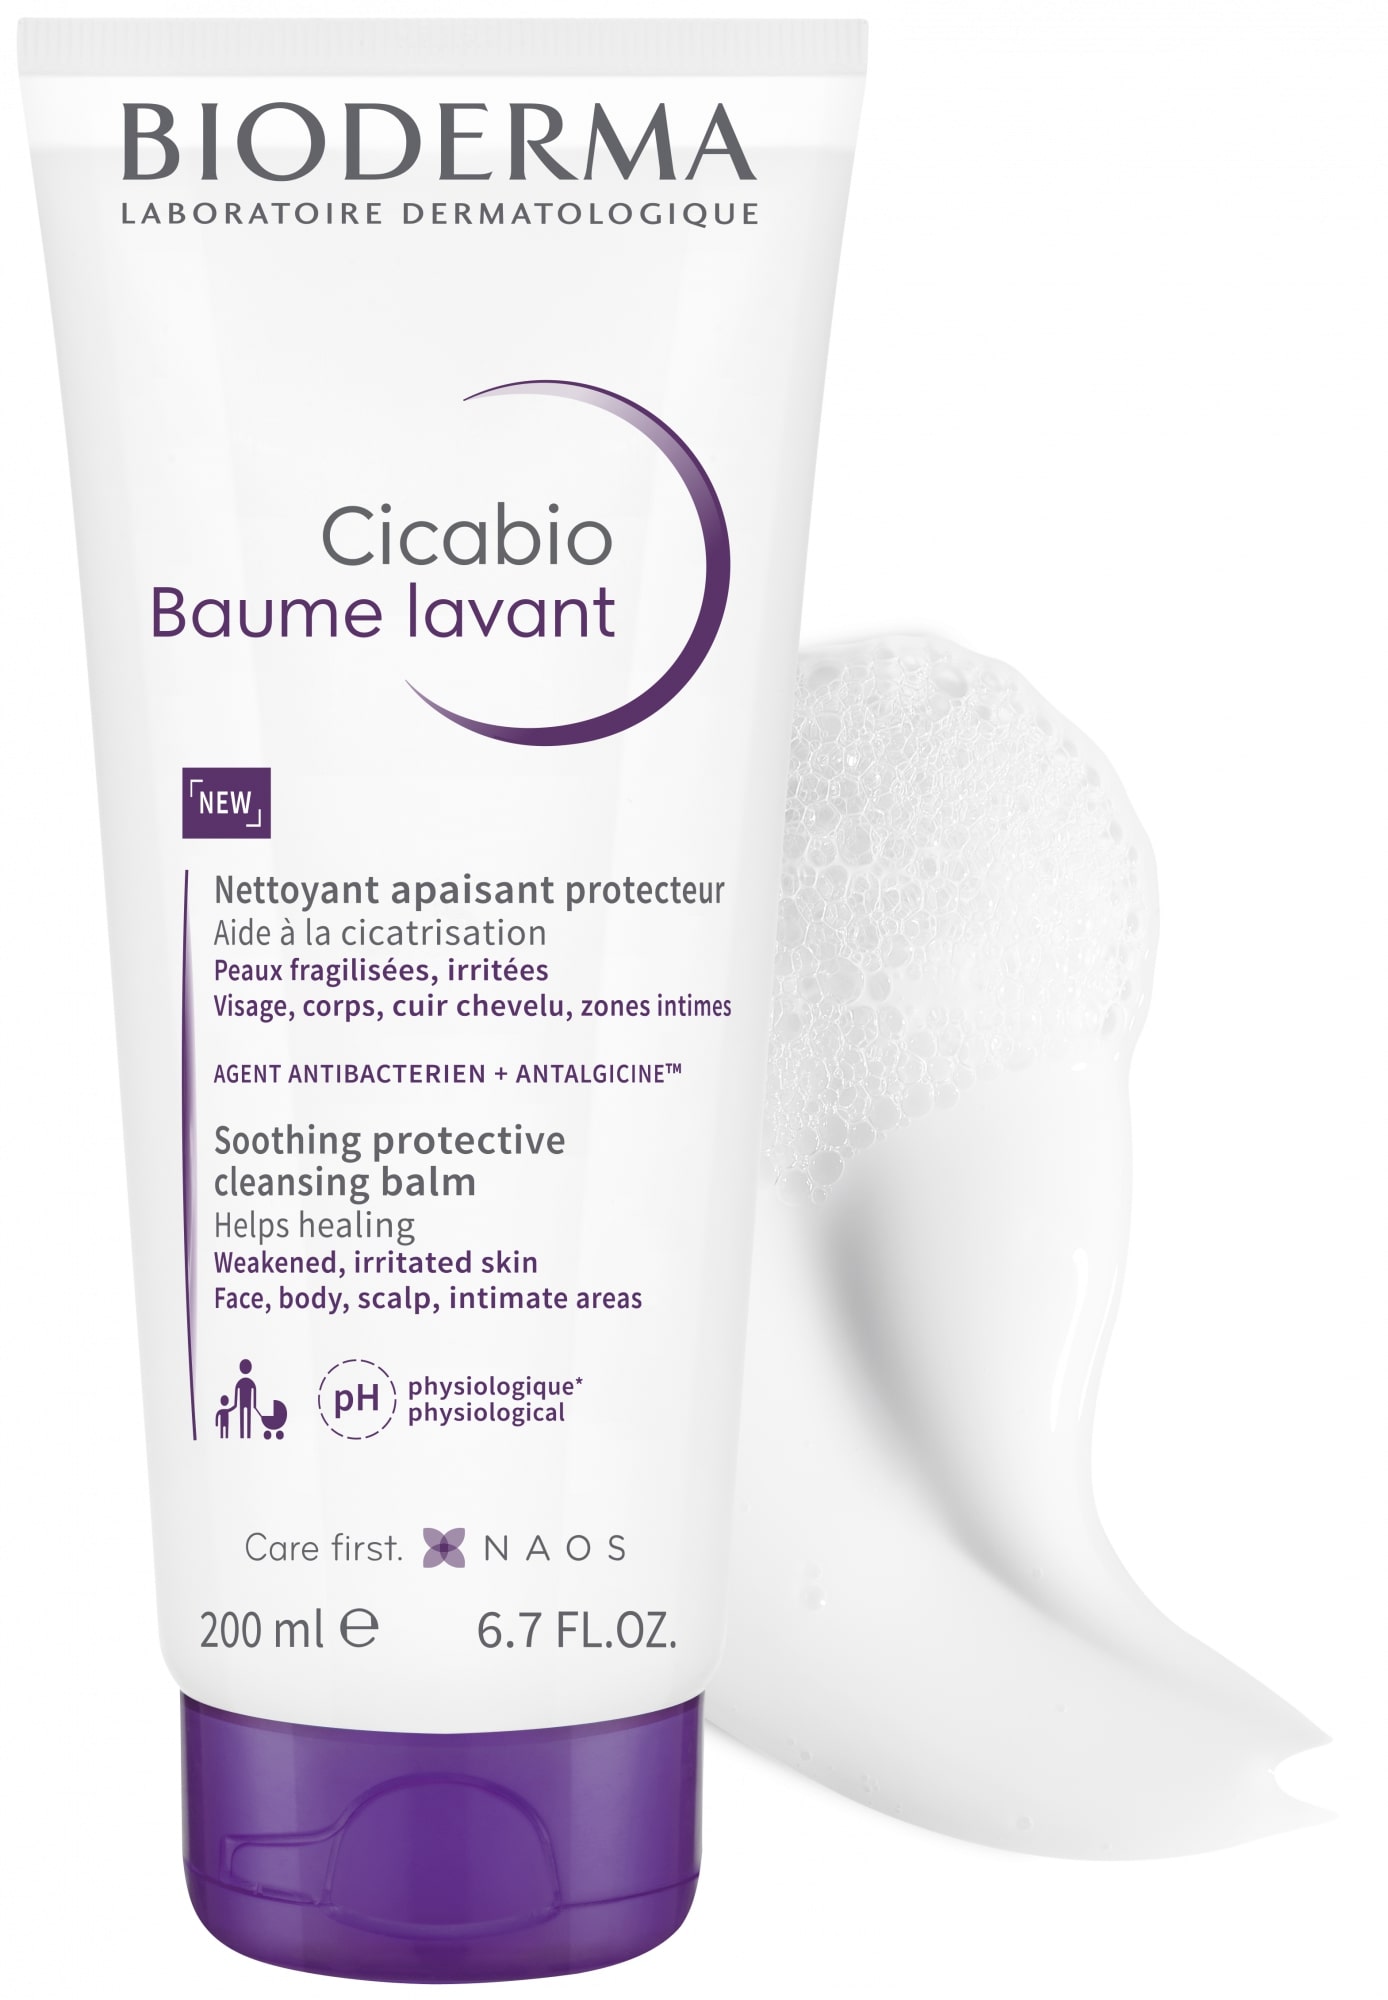 BIODERMA
LABORATOIRE DERMATOLOGIQUE
Cicabio
Baume lavant
NEW
Nettoyant apaisant protecteur
Aide à la cicatrisation
Peaux fragilisées, irritées
Visage, corps, cuir chevelu, zones intimes
AGENT ANTIBACTERIEN + ANTALGICINE™
Soothing protective
cleansing balm
Helps healing
Weakened, irritated skin
Face, body, scalp, intimate areas
pH physiologique*
physiological
Care first. NAOS
200 ml ℮ 6.7 FL.OZ.